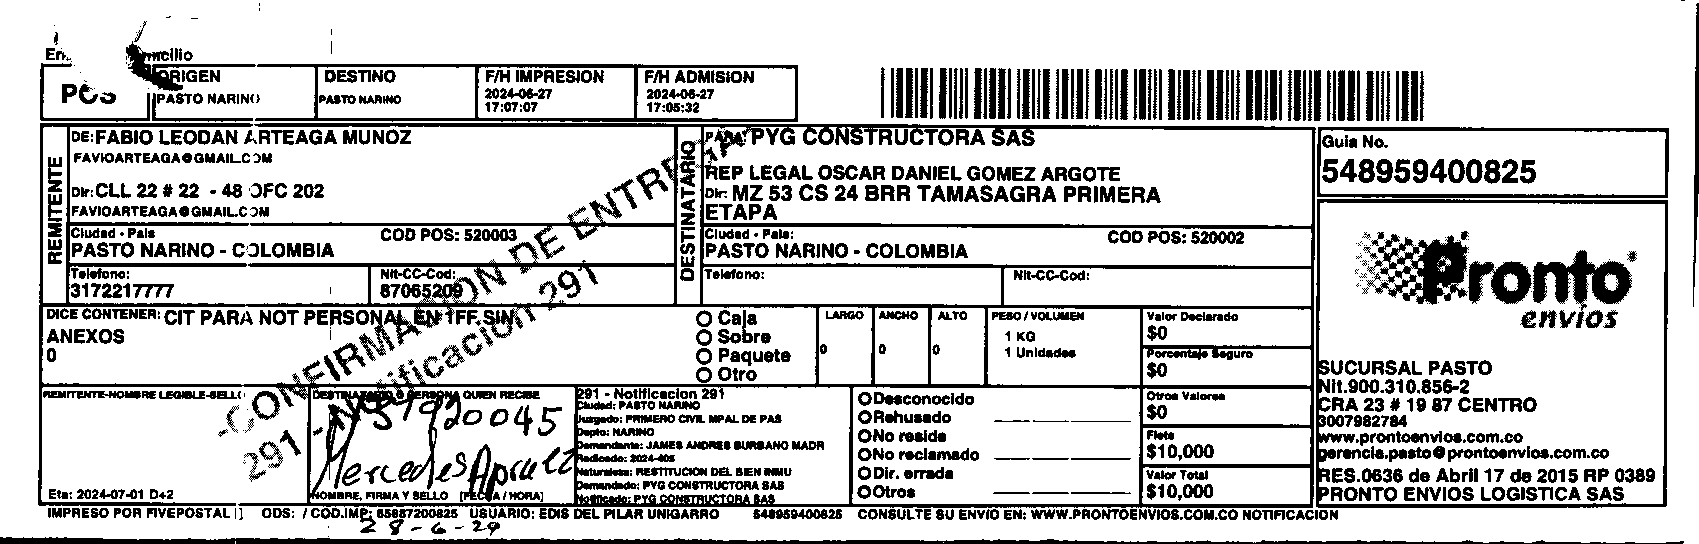 POS
ORIGEN
PASTO NARINO
DESTINO
PASTO NARINO
F/H IMPRESION
2024-06-27
17:07:07
F/H ADMISION
2024-06-27
17:05:32
REMITENTE
DE: FABIO LEODAN ARTEAGA MUNOZ
FAVIOARTEAGA@GMAIL.COM
Dir: CLL 22 # 22 - 48 OFC 202
FAVIOARTEAGA@GMAIL.COM
Ciudad - Pais
COD POS: 520003
PASTO NARINO - COLOMBIA
Telefono:
3172217777
Nit-CC-Cod:
87065209
DESTINATARIO
PARA: PYG CONSTRUCTORA SAS
REP LEGAL OSCAR DANIEL GOMEZ ARGOTE
Dir: MZ 53 CS 24 BRR TAMASAGRA PRIMERA
ETAPA
Ciudad - Pais:
COD POS: 520002
PASTO NARINO - COLOMBIA
Telefono:
Nit-CC-Cod:
Guia No.
548959400825
Pronto
envios
DICE CONTENER: CIT PARA NOT PERSONAL EN 1FF SIN
ANEXOS
0
-CONFIRMACION DE ENTREGA
291 - Notificacion 291
Caja
Sobre
Paquete
Otro
LARGO
0
ANCHO
0
ALTO
0
PESO / VOLUMEN
1 KG
1 Unidades
Valor Declarado
$0
Porcentaje Seguro
$0
Otros Valores
$0
Flete
$10,000
Valor Total
$10,000
REMITENTE-NOMBRE LEGIBLE-SELLO
Eta: 2024-07-01 D+2
DESTINATARIO O PERSONA QUIEN RECIBE
Mercedes
NOMBRE, FIRMA Y SELLO [FECHA / HORA]
291 - Notificacion 291
Ciudad: PASTO NARINO
Juzgado: PRIMERO CIVIL MPAL DE PAS
Depto: NARINO
Demandante: JAMES ANDRES BURBANO MADR
Radicado: 2024-405
Naturaleza: RESTITUCION DEL BIEN INMU
Demandado: PYG CONSTRUCTORA SAS
Notificado: PYG CONSTRUCTORA SAS
Desconocido
Rehusado
No reside
No reclamado
Dir. errada
Otros
SUCURSAL PASTO
Nit.900.310.856-2
CRA 23 # 19 87 CENTRO
3007982784
www.prontoenvios.com.co
gerencia.pasto@prontoenvios.com.co
RES.0636 de Abril 17 de 2015 RP 0389
PRONTO ENVIOS LOGISTICA SAS
IMPRESO POR FIVEPOSTAL [] ODS: / COD.IMP: 65887200825 USUARIO: EDIS DEL PILAR UNIGARRO 548959400825 CONSULTE SU ENVIO EN: WWW.PRONTOENVIOS.COM.CO NOTIFICACION
28-6-24